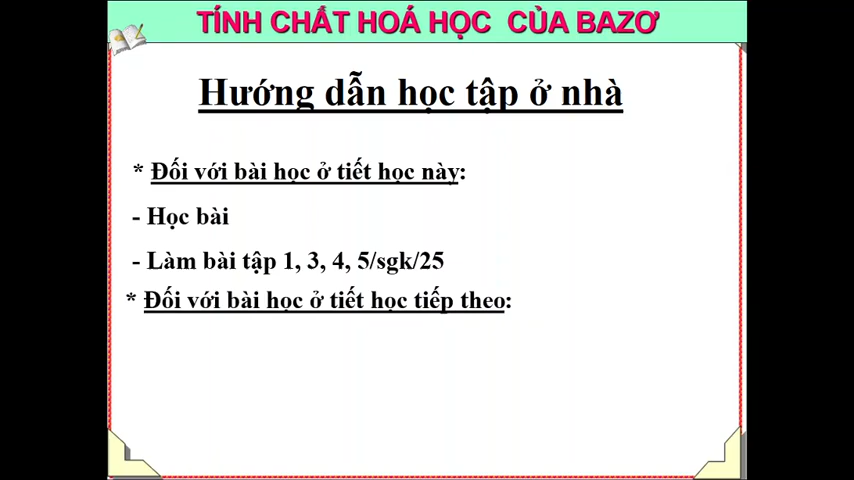 TÍNH CHẤT HOÁ HỌC CỦA BAZƠ
Hướng dẫn học tập ở nhà
* Đối với bài học ở tiết học này:
- Học bài
- Làm bài tập 1, 3, 4, 5/sgk/25
* Đối với bài học ở tiết học tiếp theo: